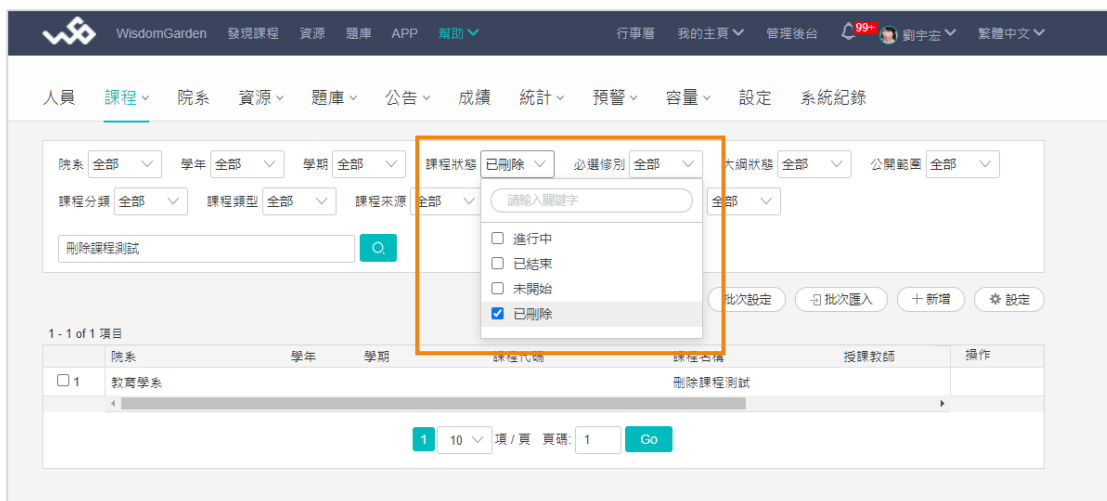 WisdomGarden 發現課程 資源 題庫 APP 幫助 行事曆 我的主頁 管理後台 99+ 劉宇宏 繁體中文
人員 課程 院系 資源 題庫 公告 成績 統計 預警 容量 設定 系統紀錄
院系 全部 學年 全部 學期 全部 課程狀態 已刪除 必選修別 全部 大綱狀態 全部 公開範圍 全部
課程分類 全部 課程類型 全部 課程來源 全部 請輸入關鍵字 全部
進行中
刪除課程測試
已結束
未開始
已刪除
批次設定 批次匯入 十新增 設定
1 - 1 of 1 項目
院系 學年 學期 課程代碼 課程名稱 授課教師 操作
1 教育學系 刪除課程測試
1 10 項 / 頁 頁碼: 1 Go